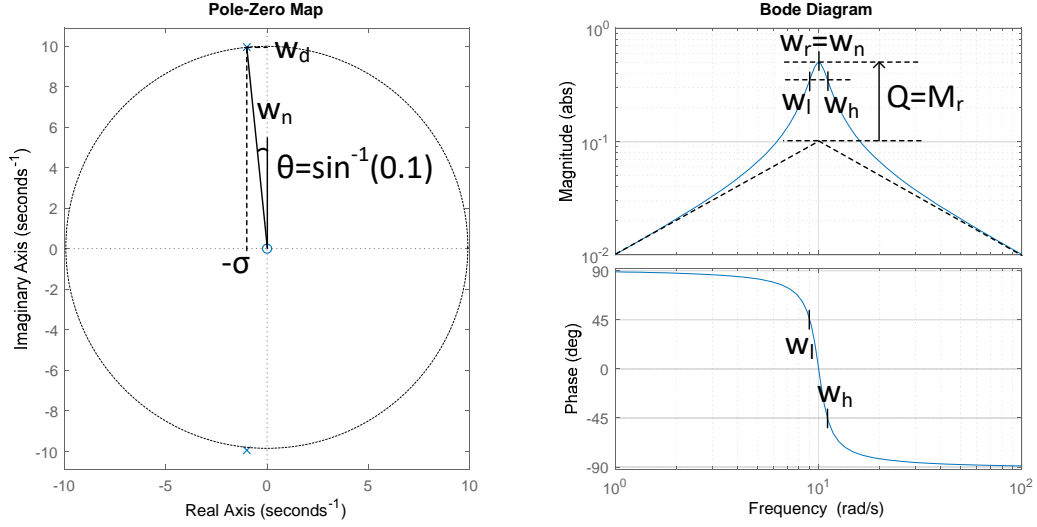 Pole-Zero Map
10
8
6
4
2
0
-2
-4
-6
-8
-10
Imaginary Axis (seconds⁻¹)
w_d
w_n
θ=sin⁻¹(0.1)
-σ
-10
-5
0
5
10
Real Axis (seconds⁻¹)
Bode Diagram
10⁰
10⁻¹
10⁻²
Magnitude (abs)
w_r=w_n
w_l
w_h
Q=M_r
90
45
0
-45
-90
Phase (deg)
w_l
w_h
10⁰
10¹
10²
Frequency (rad/s)